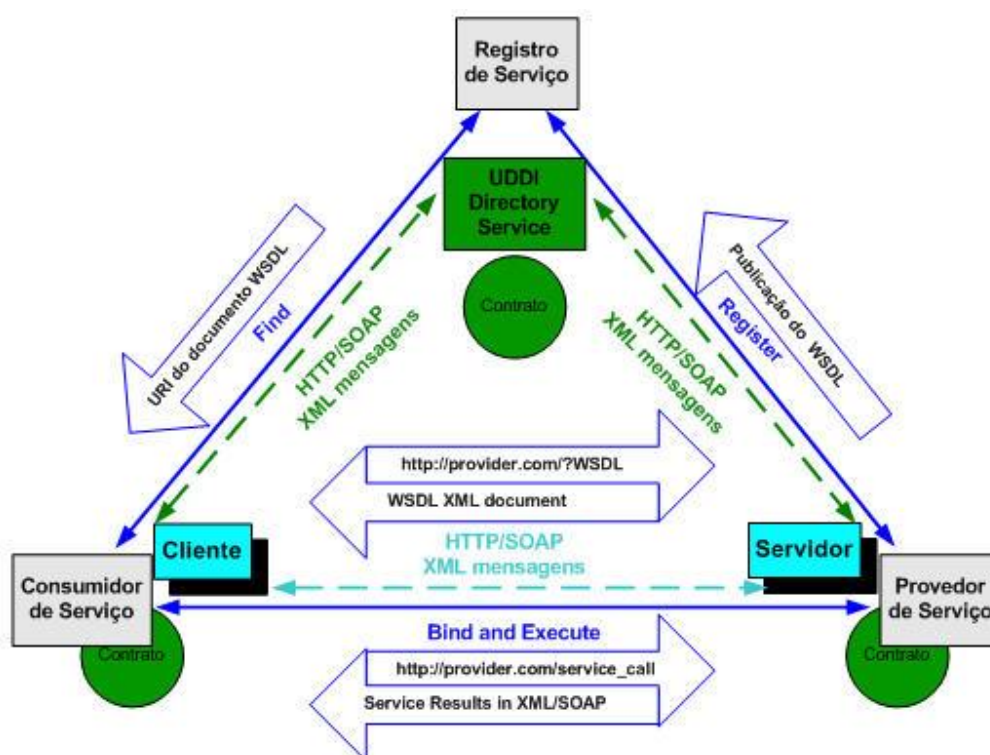 Registro
de Serviço
UDDI
Directory
Service
Contrato
URI do documento WSDL
Find
HTTP/SOAP
XML mensagens
HTTP/SOAP
XML mensagens
Register
Publicação do WSDL
http://provider.com/?WSDL
WSDL XML document
Cliente
HTTP/SOAP
XML mensagens
Servidor
Consumidor
de Serviço
Provedor
de Serviço
Bind and Execute
Contrato
http://provider.com/service_call
Service Results in XML/SOAP
Contrato